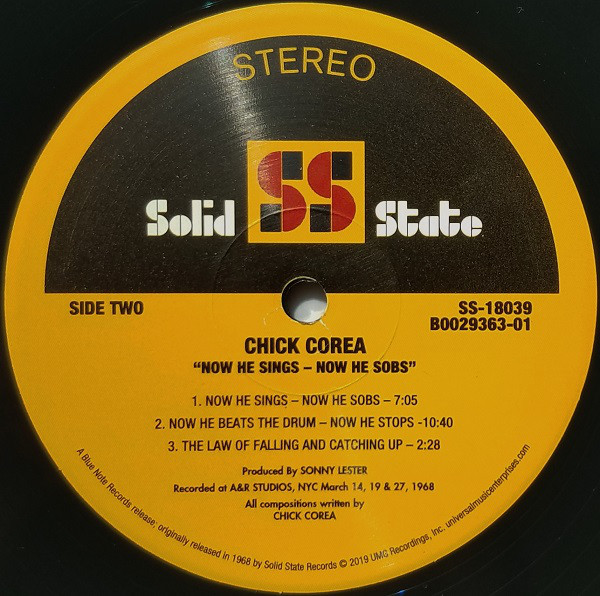 STEREO
Solid SS State
SIDE TWO
SS-18039
B0029363-01
CHICK COREA
“NOW HE SINGS – NOW HE SOBS”
1. NOW HE SINGS – NOW HE SOBS – 7:05
2. NOW HE BEATS THE DRUM – NOW HE STOPS -10:40
3. THE LAW OF FALLING AND CATCHING UP – 2:28
Produced By SONNY LESTER
Recorded at A&R STUDIOS, NYC March 14, 19 & 27, 1968
All compositions written by
CHICK COREA
A Blue Note Records release; originally released in 1968 by Solid State Records © 2019 UMG Recordings, Inc. universalmusicenterprises.com